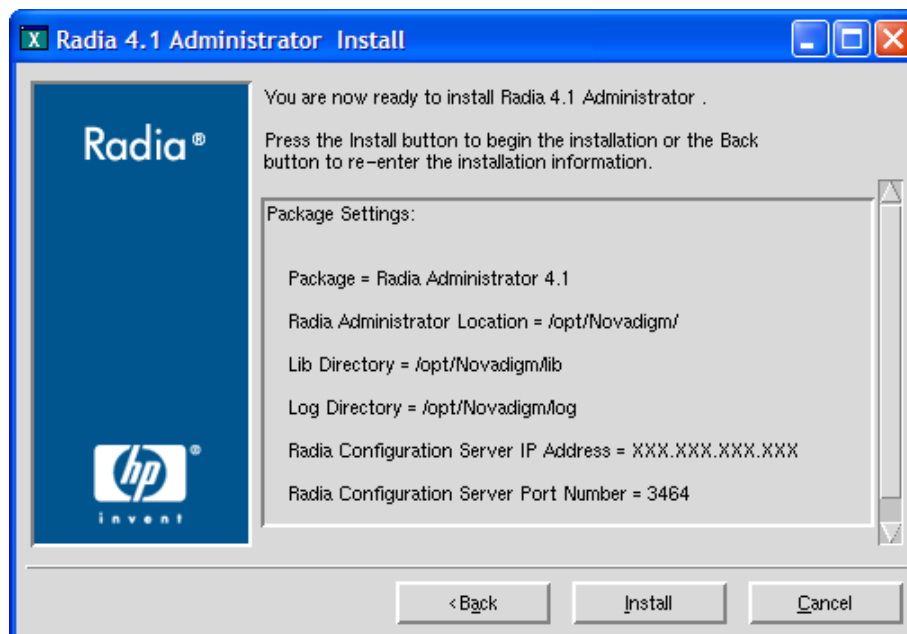 X Radia 4.1 Administrator Install
Radia®
You are now ready to install Radia 4.1 Administrator .
Press the Install button to begin the installation or the Back
button to re-enter the installation information.
Package Settings:
Package = Radia Administrator 4.1
Radia Administrator Location = /opt/Novadigm/
Lib Directory = /opt/Novadigm/lib
Log Directory = /opt/Novadigm/log
Radia Configuration Server IP Address = XXX.XXX.XXX.XXX
Radia Configuration Server Port Number = 3464
hp®
invent
<Back
Install
Cancel